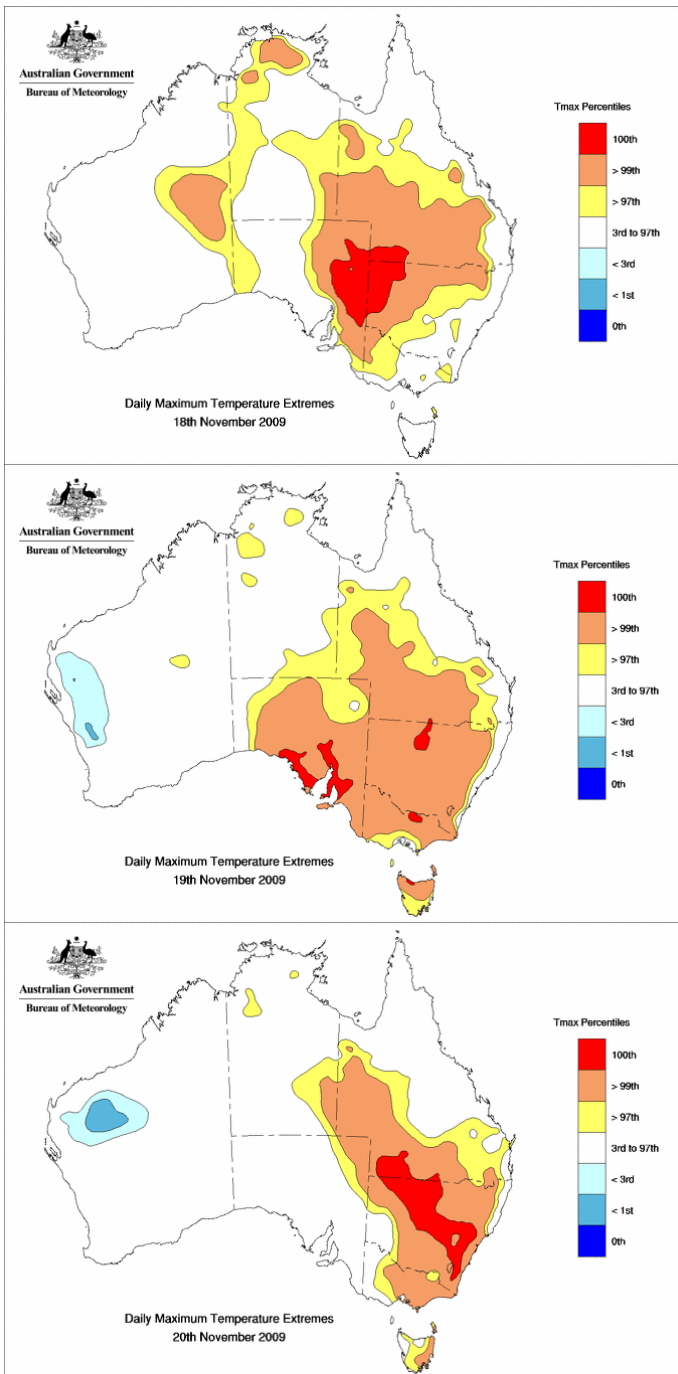 Australian Government
Bureau of Meteorology
Tmax Percentiles
100th
> 99th
> 97th
3rd to 97th
< 3rd
< 1st
0th
Daily Maximum Temperature Extremes
18th November 2009
Australian Government
Bureau of Meteorology
Tmax Percentiles
100th
> 99th
> 97th
3rd to 97th
< 3rd
< 1st
0th
Daily Maximum Temperature Extremes
19th November 2009
Australian Government
Bureau of Meteorology
Tmax Percentiles
100th
> 99th
> 97th
3rd to 97th
< 3rd
< 1st
0th
Daily Maximum Temperature Extremes
20th November 2009